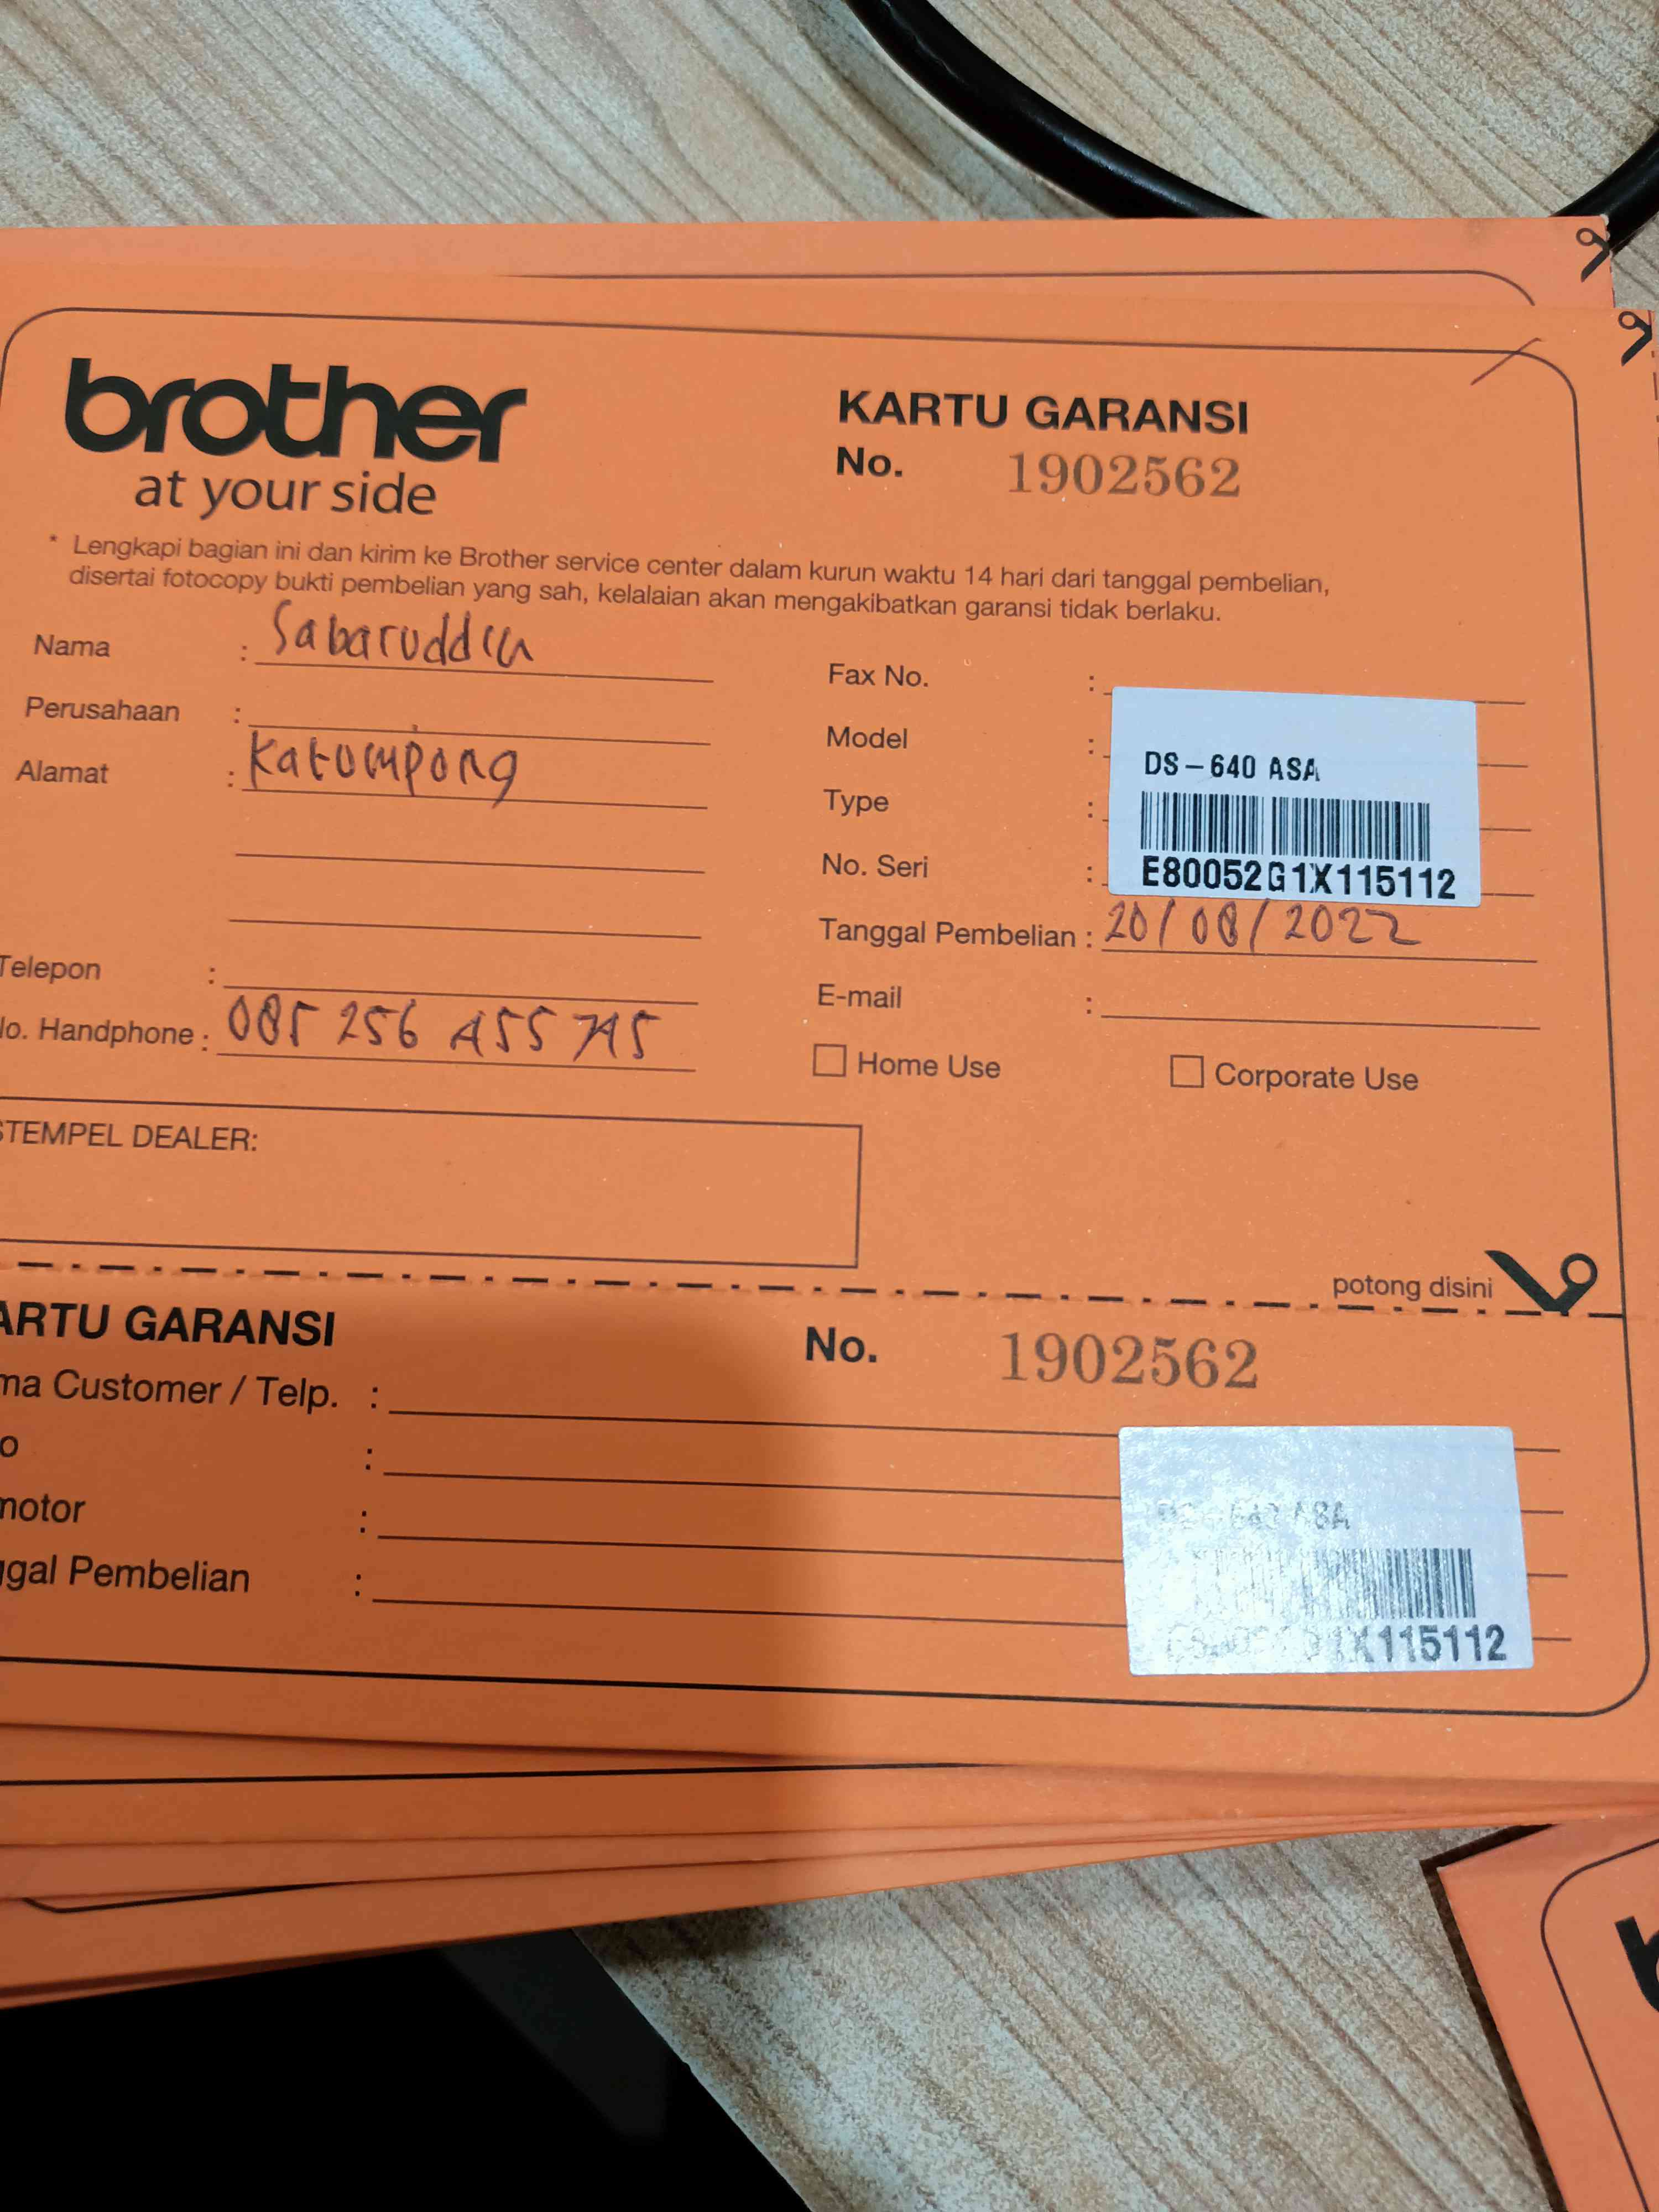 brother
at your side
KARTU GARANSI
No. 1902562
* Lengkapi bagian ini dan kirim ke Brother service center dalam kurun waktu 14 hari dari tanggal pembelian,
disertai fotocopy bukti pembelian yang sah, kelalaian akan mengakibatkan garansi tidak berlaku.
Nama : Sabaruddin
Perusahaan :
Alamat : Katumpong
Telepon :
lo. Handphone : 085 256 455 745
Fax No. :
Model :
Type :
No. Seri :
DS-640 ASA
E80052G1X115112
Tanggal Pembelian : 20/08/2022
E-mail :
Home Use Corporate Use
STEMPEL DEALER:
potong disini
ARTU GARANSI
No. 1902562
ma Customer / Telp. :
o :
motor :
ggal Pembelian :
115112